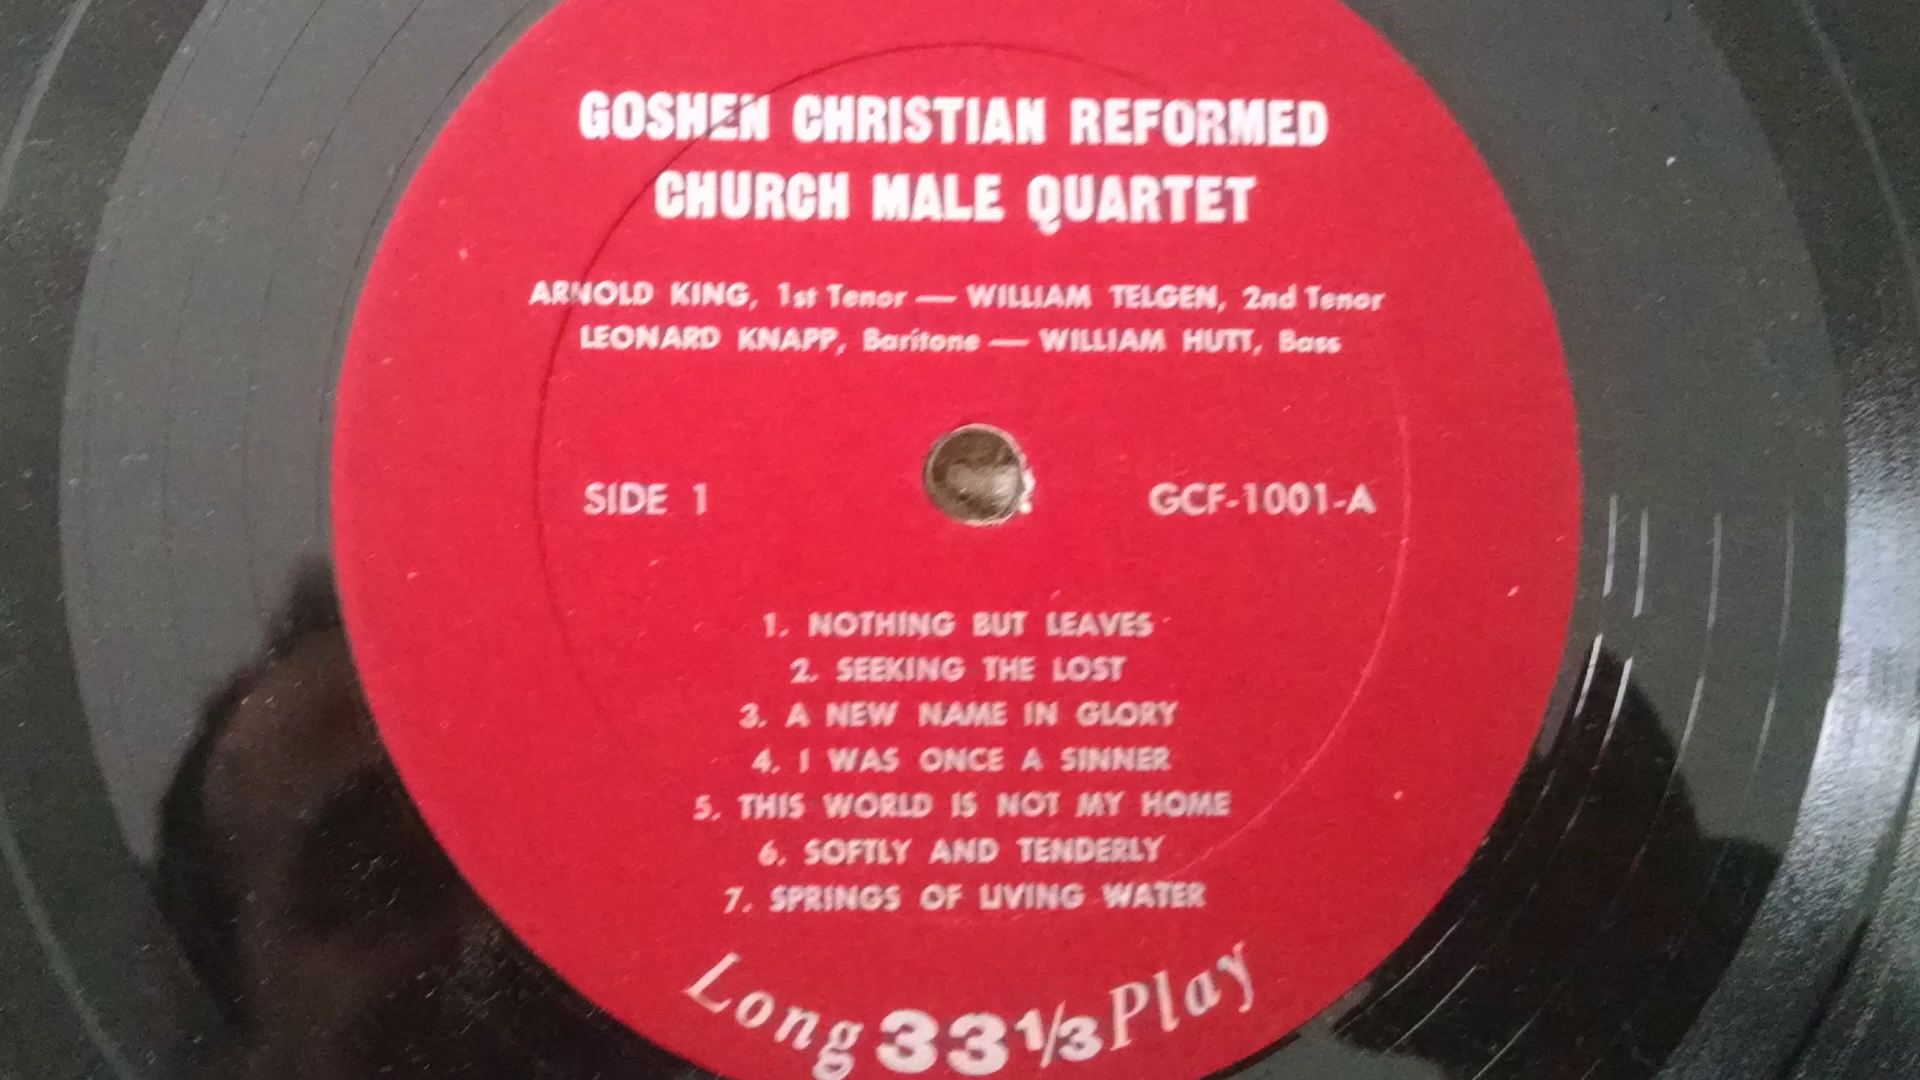 GOSHEN CHRISTIAN REFORMED
CHURCH MALE QUARTET
ARNOLD KING, 1st Tenor — WILLIAM TELGEN, 2nd Tenor
LEONARD KNAPP, Baritone — WILLIAM HUTT, Bass
SIDE 1
GCF-1001-A
1. NOTHING BUT LEAVES
2. SEEKING THE LOST
3. A NEW NAME IN GLORY
4. I WAS ONCE A SINNER
5. THIS WORLD IS NOT MY HOME
6. SOFTLY AND TENDERLY
7. SPRINGS OF LIVING WATER
Long 33⅓ Play